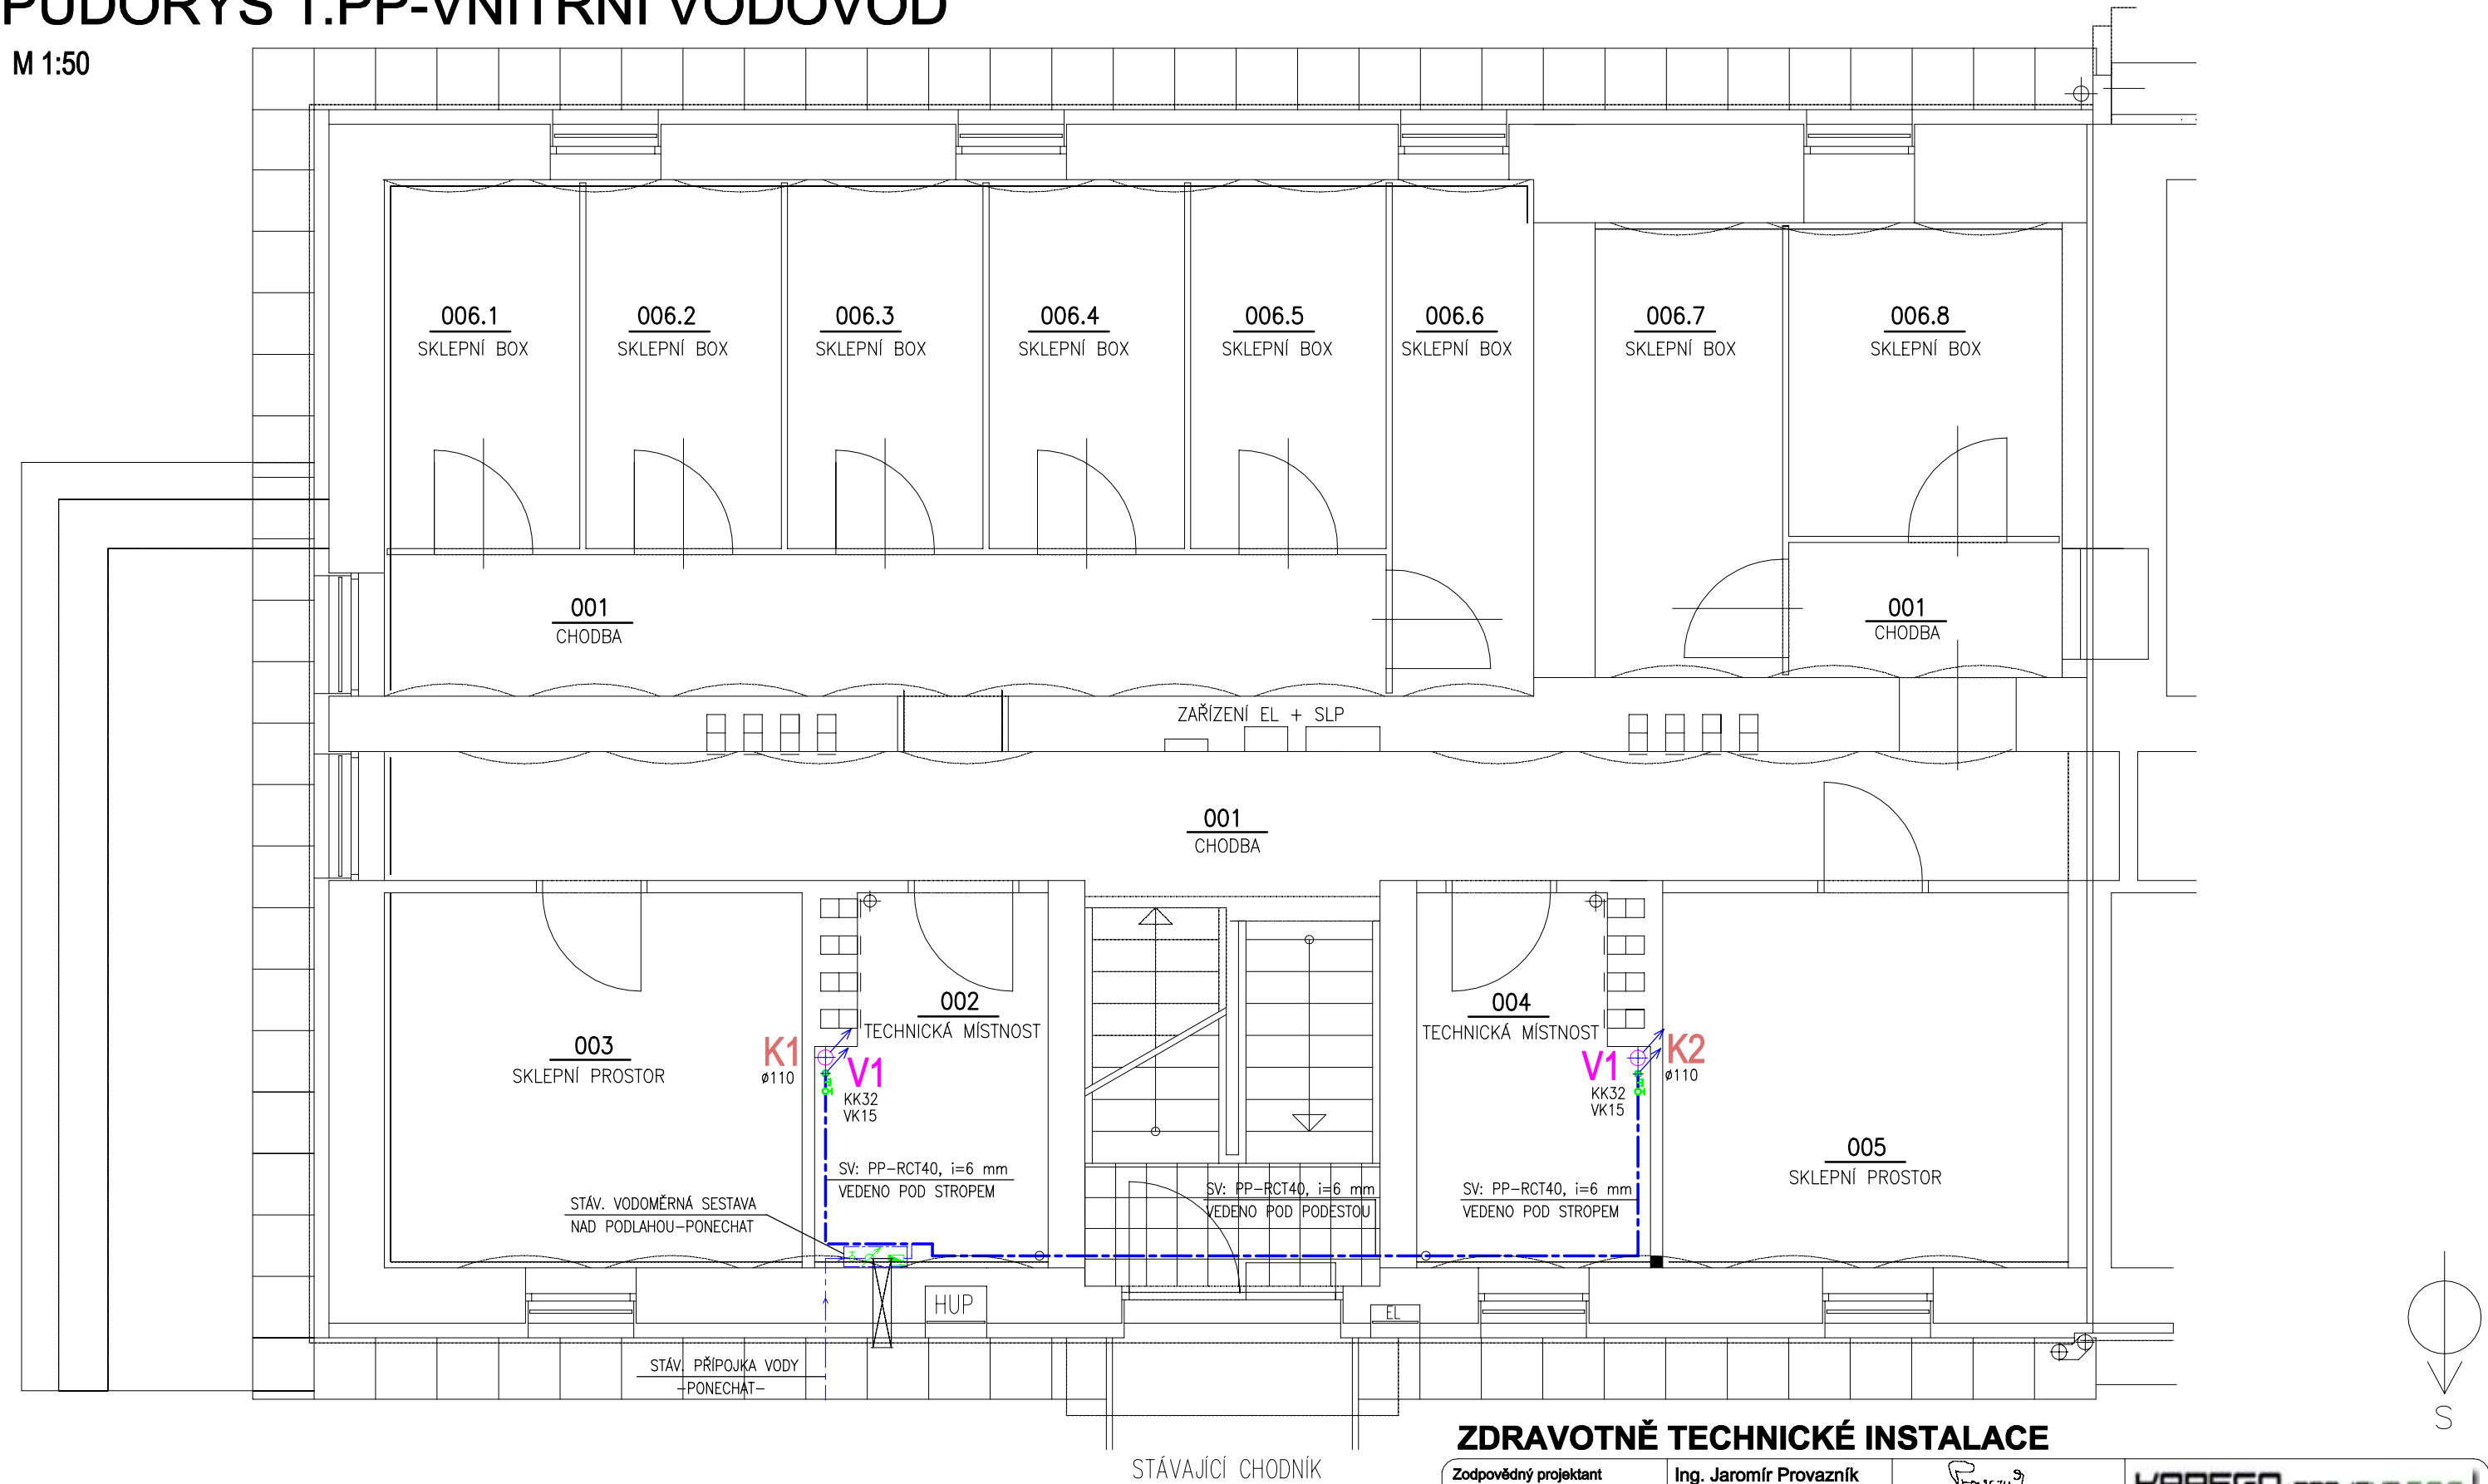 PŮDORYS 1.PP-VNITŘNÍ VODOVOD
M 1:50
006.1
SKLEPNÍ BOX
006.2
SKLEPNÍ BOX
006.3
SKLEPNÍ BOX
006.4
SKLEPNÍ BOX
006.5
SKLEPNÍ BOX
006.6
SKLEPNÍ BOX
006.7
SKLEPNÍ BOX
006.8
SKLEPNÍ BOX
001
CHODBA
001
CHODBA
ZAŘÍZENÍ EL + SLP
001
CHODBA
003
SKLEPNÍ PROSTOR
002
TECHNICKÁ MÍSTNOST
004
TECHNICKÁ MÍSTNOST
005
SKLEPNÍ PROSTOR
K1
ø110
V1
KK32
VK15
V1
KK32
VK15
K2
ø110
SV: PP-RCT40, i=6 mm
VEDENO POD STROPEM
SV: PP-RCT40, i=6 mm
VEDENO POD PODESTOU
SV: PP-RCT40, i=6 mm
VEDENO POD STROPEM
STÁV. VODOMĚRNÁ SESTAVA
NAD PODLAHOU-PONECHAT
HUP
EL
STÁV. PŘÍPOJKA VODY
-PONECHAT-
STÁVAJÍCÍ CHODNÍK
S
ZDRAVOTNĚ TECHNICKÉ INSTALACE
Zodpovědný projektant
Ing. Jaromír Provazník